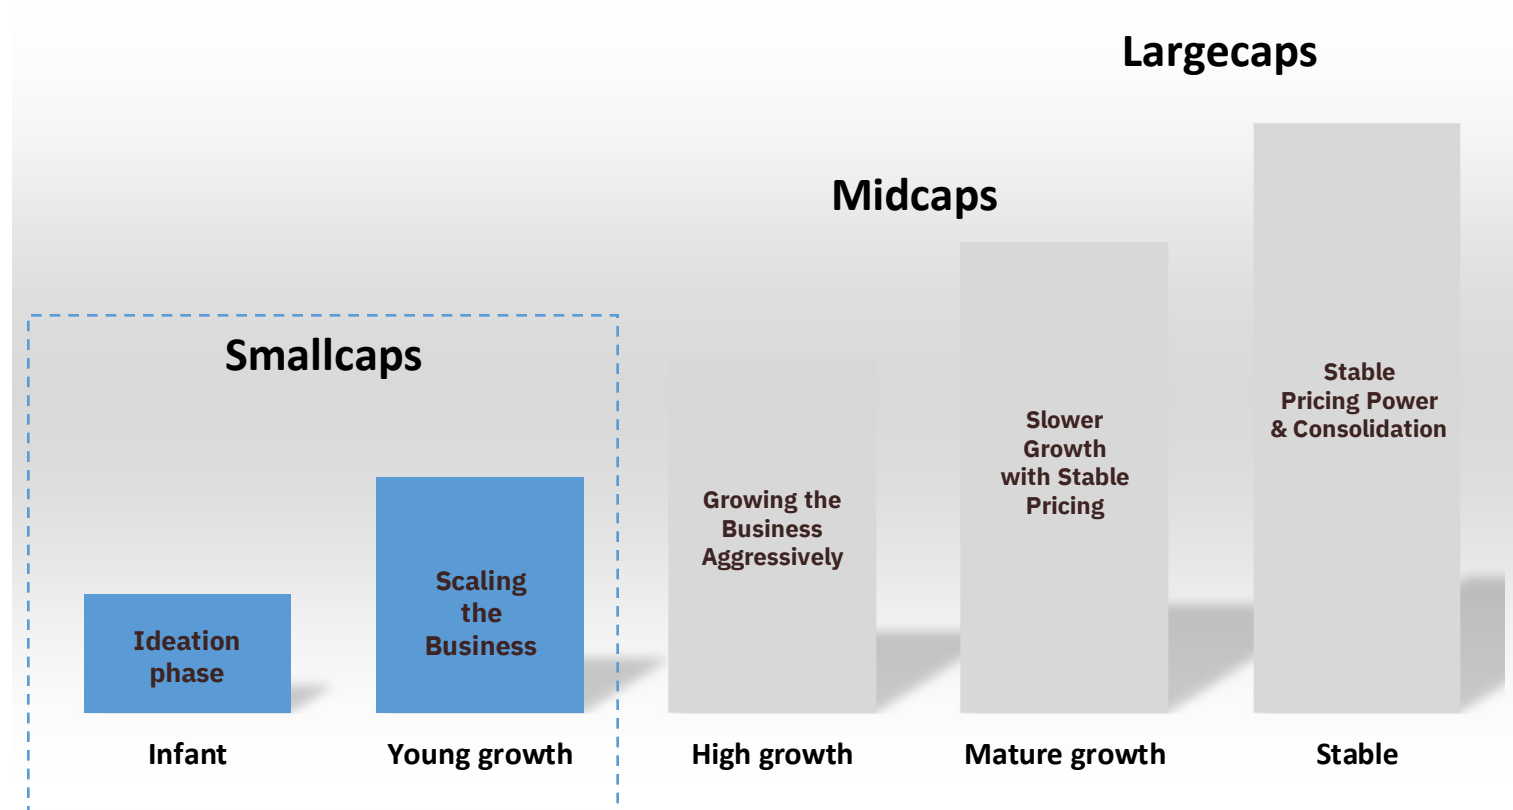 Largecaps
Midcaps
Smallcaps
Ideation
phase
Scaling
the
Business
Growing the
Business
Aggressively
Slower
Growth
with Stable
Pricing
Stable
Pricing Power
& Consolidation
Infant
Young growth
High growth
Mature growth
Stable